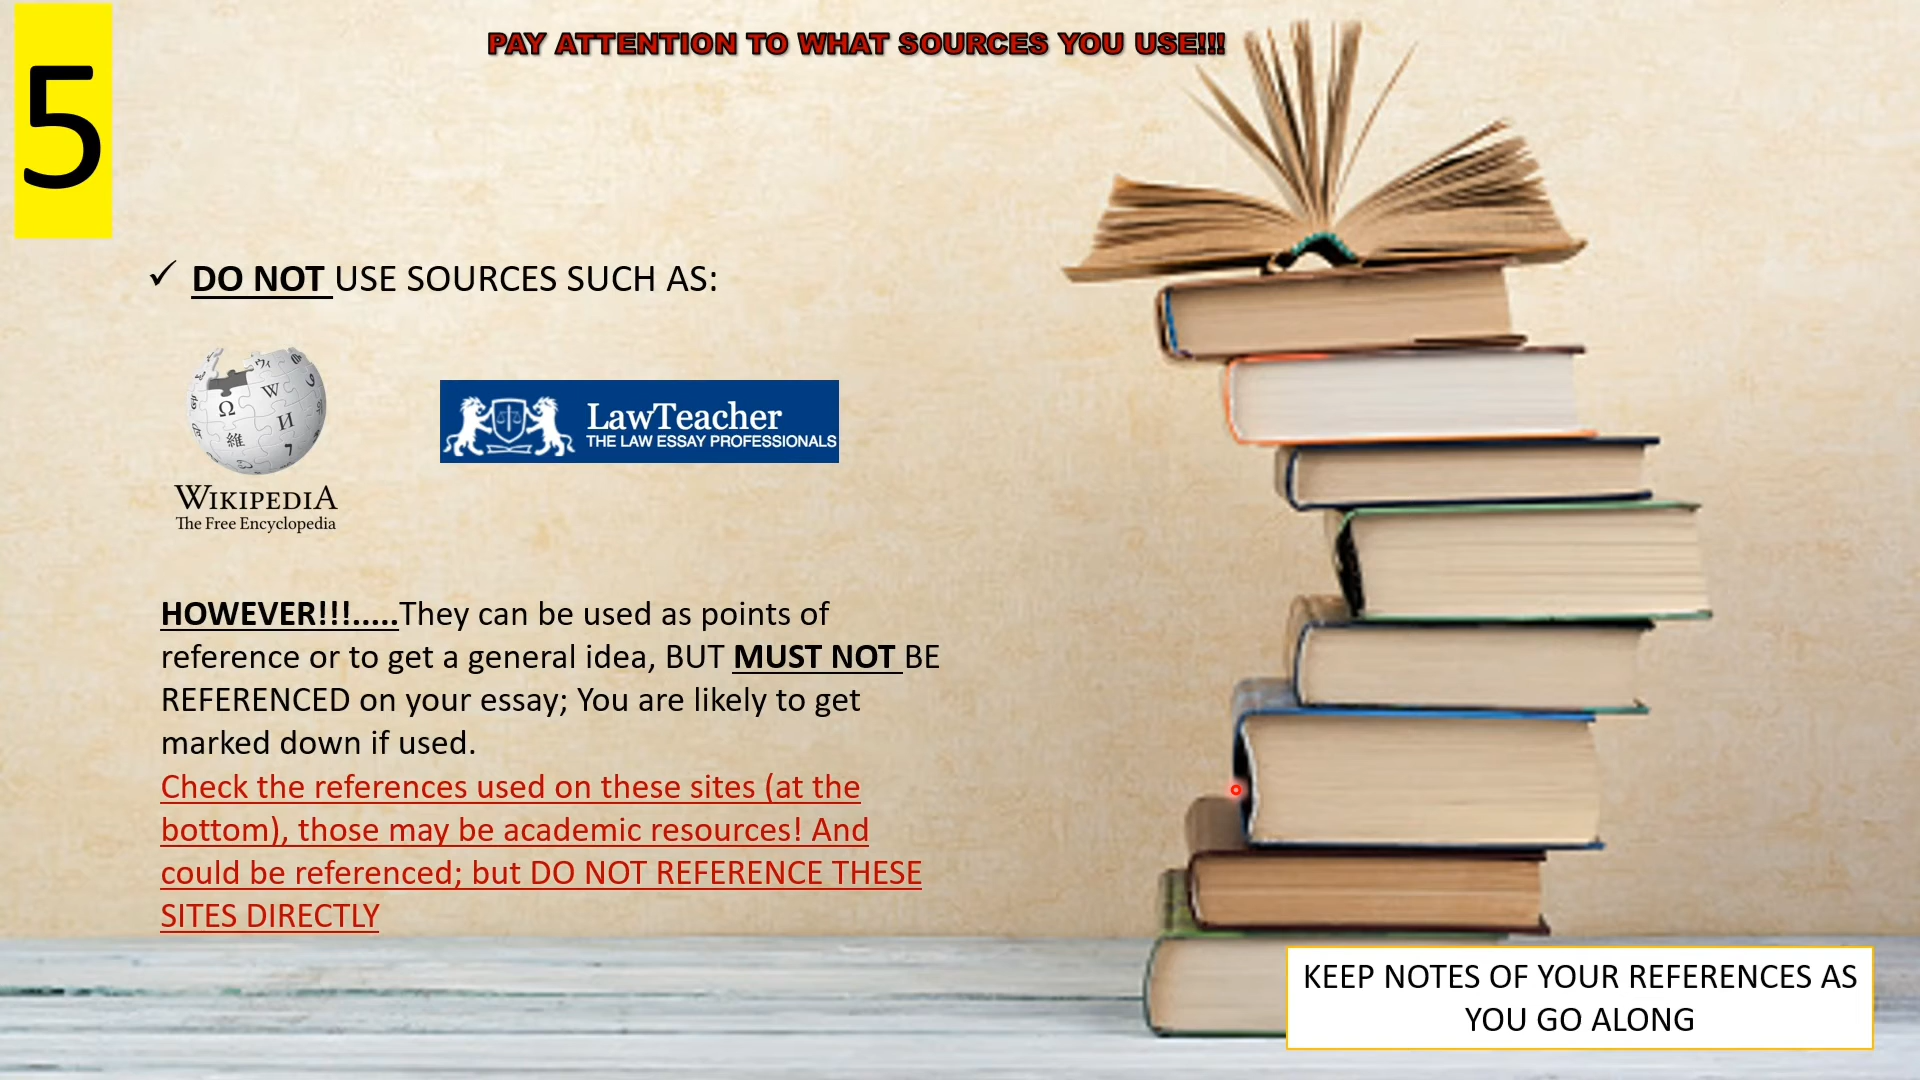 5
PAY ATTENTION TO WHAT SOURCES YOU USE!!!
✓ DO NOT USE SOURCES SUCH AS:
Ω W И 維 7
WIKIPEDIA
The Free Encyclopedia
LawTeacher
THE LAW ESSAY PROFESSIONALS
HOWEVER!!!.....They can be used as points of
reference or to get a general idea, BUT MUST NOT BE
REFERENCED on your essay; You are likely to get
marked down if used.
Check the references used on these sites (at the
bottom), those may be academic resources! And
could be referenced; but DO NOT REFERENCE THESE
SITES DIRECTLY
KEEP NOTES OF YOUR REFERENCES AS
YOU GO ALONG